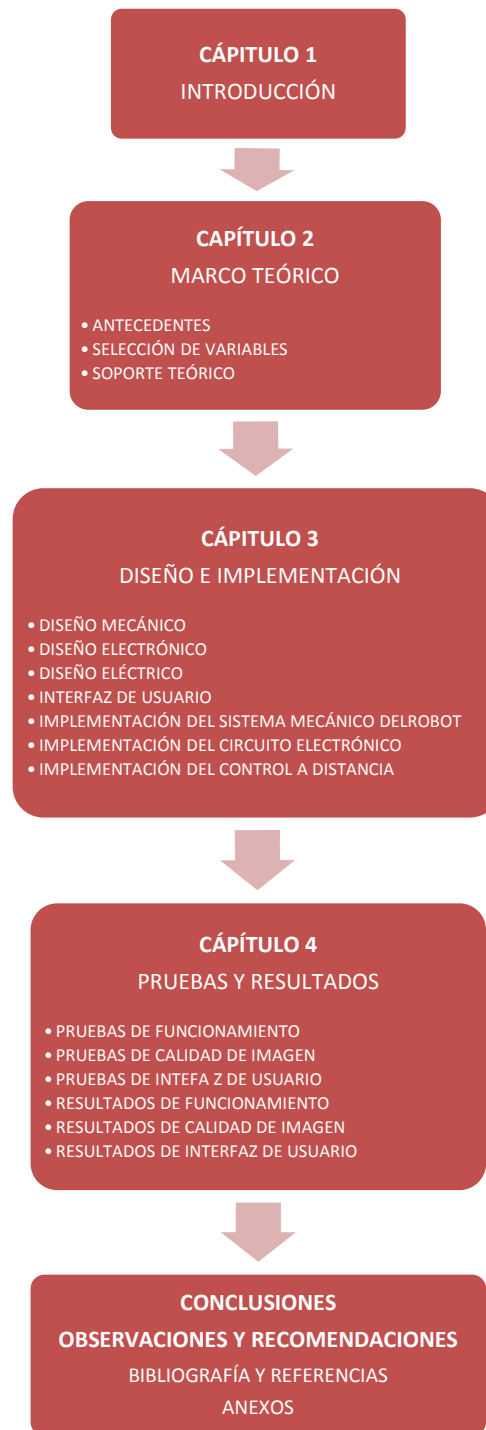 CÁPITULO 1
INTRODUCCIÓN
CAPÍTULO 2
MARCO TEÓRICO
• ANTECEDENTES
• SELECCIÓN DE VARIABLES
• SOPORTE TEÓRICO
CÁPITULO 3
DISEÑO E IMPLEMENTACIÓN
• DISEÑO MECÁNICO
• DISEÑO ELECTRÓNICO
• DISEÑO ELÉCTRICO
• INTERFAZ DE USUARIO
• IMPLEMENTACIÓN DEL SISTEMA MECÁNICO DELROBOT
• IMPLEMENTACIÓN DEL CIRCUITO ELECTRÓNICO
• IMPLEMENTACIÓN DEL CONTROL A DISTANCIA
CÁPÍTULO 4
PRUEBAS Y RESULTADOS
• PRUEBAS DE FUNCIONAMIENTO
• PRUEBAS DE CALIDAD DE IMAGEN
• PRUEBAS DE INTEFA Z DE USUARIO
• RESULTADOS DE FUNCIONAMIENTO
• RESULTADOS DE CALIDAD DE IMAGEN
• RESULTADOS DE INTERFAZ DE USUARIO
CONCLUSIONES
OBSERVACIONES Y RECOMENDACIONES
BIBLIOGRAFÍA Y REFERENCIAS
ANEXOS